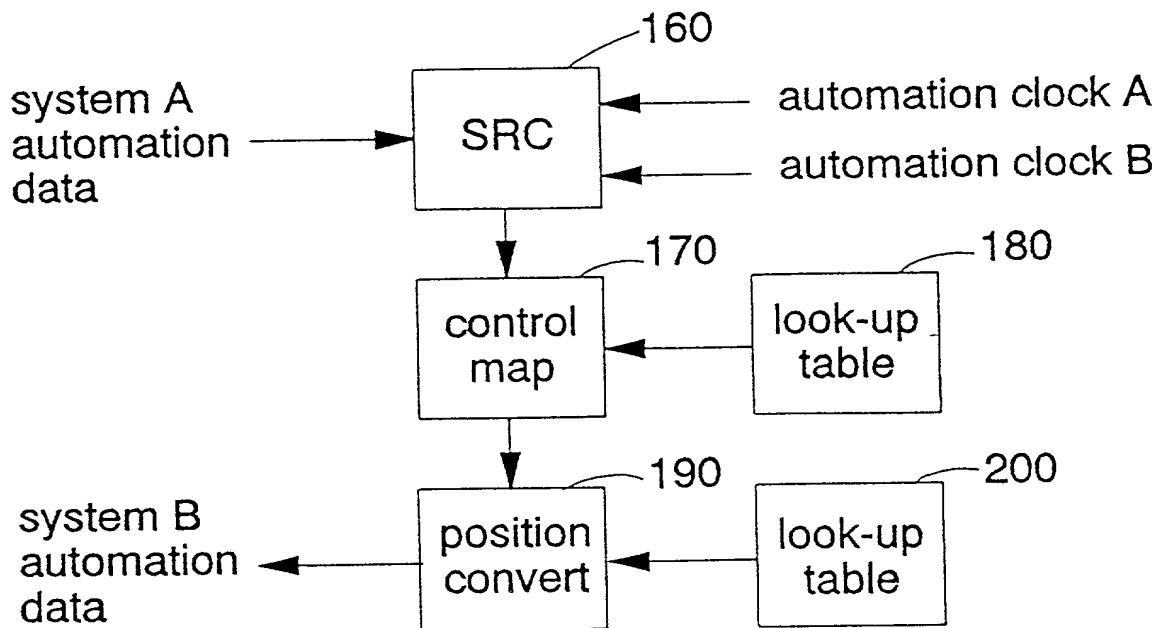 160
system A
automation
data
SRC
automation clock A
automation clock B
170
180
control
map
look-up
table
190
200
system B
automation
data
position
convert
look-up
table